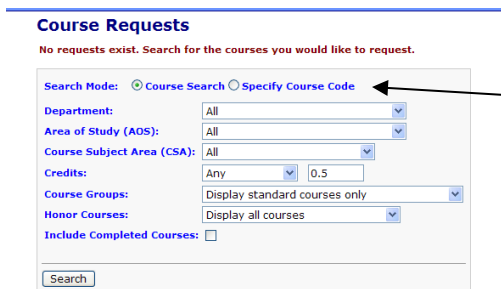 Course Requests
No requests exist. Search for the courses you would like to request.
Search Mode: Course Search Specify Course Code
Department: All
Area of Study (AOS): All
Course Subject Area (CSA): All
Credits: Any 0.5
Course Groups: Display standard courses only
Honor Courses: Display all courses
Include Completed Courses:
Search